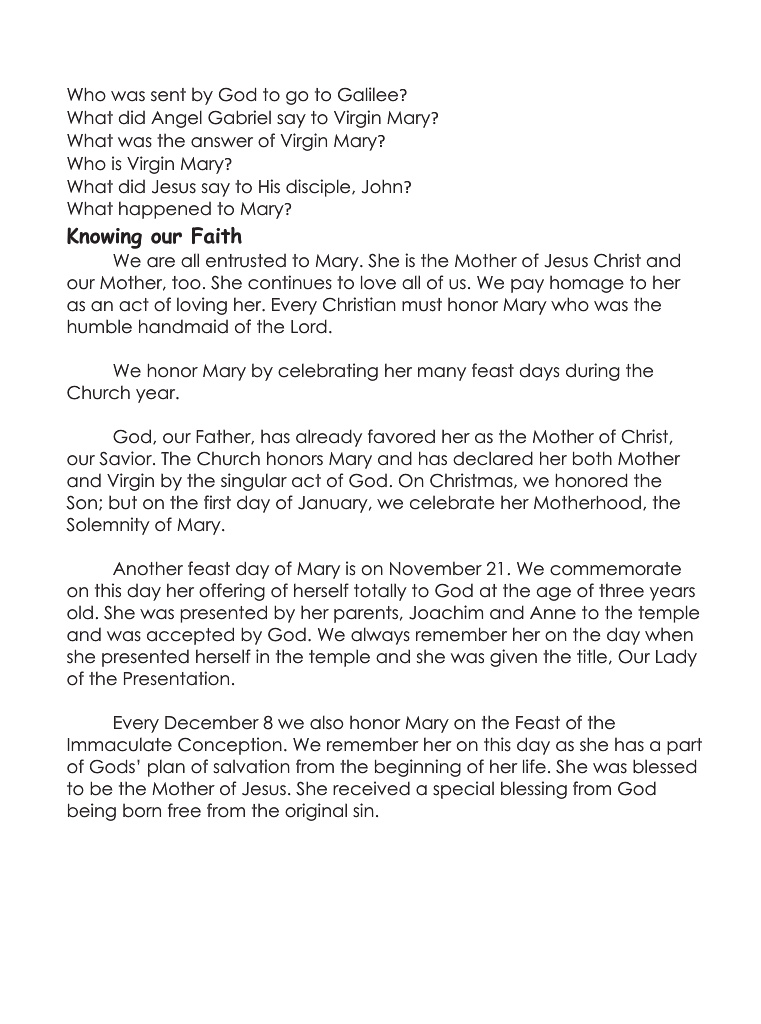 Who was sent by God to go to Galilee?
What did Angel Gabriel say to Virgin Mary?
What was the answer of Virgin Mary?
Who is Virgin Mary?
What did Jesus say to His disciple, John?
What happened to Mary?
Knowing our Faith
We are all entrusted to Mary. She is the Mother of Jesus Christ and
our Mother, too. She continues to love all of us. We pay homage to her
as an act of loving her. Every Christian must honor Mary who was the
humble handmaid of the Lord.
We honor Mary by celebrating her many feast days during the
Church year.
God, our Father, has already favored her as the Mother of Christ,
our Savior. The Church honors Mary and has declared her both Mother
and Virgin by the singular act of God. On Christmas, we honored the
Son; but on the first day of January, we celebrate her Motherhood, the
Solemnity of Mary.
Another feast day of Mary is on November 21. We commemorate
on this day her offering of herself totally to God at the age of three years
old. She was presented by her parents, Joachim and Anne to the temple
and was accepted by God. We always remember her on the day when
she presented herself in the temple and she was given the title, Our Lady
of the Presentation.
Every December 8 we also honor Mary on the Feast of the
Immaculate Conception. We remember her on this day as she has a part
of Gods’ plan of salvation from the beginning of her life. She was blessed
to be the Mother of Jesus. She received a special blessing from God
being born free from the original sin.